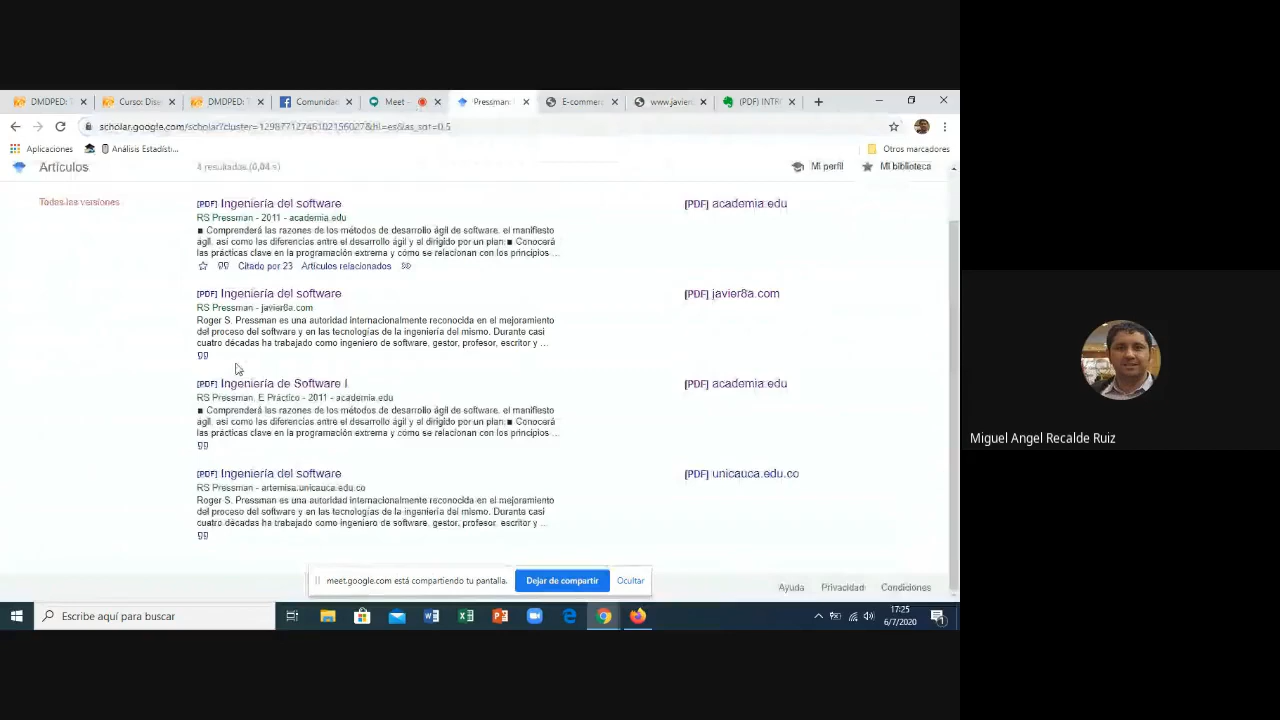 DMDPED: T
Curso: Dise
DMDPED: T
Comunidad
Meet -
Pressman:
E-commerc
www.javier
(PDF) INTR
scholar.google.com/scholar?cluster=12987712745102156027&hl=es&as_sdt=0,5
Aplicaciones
Análisis Estadísti...
Otros marcadores
Artículos
4 resultados (0,04 s)
Mi perfil
Mi biblioteca
Todas las versiones
[PDF] Ingeniería del software
[PDF] academia.edu
RS Pressman - 2011 - academia.edu
■ Comprenderá las razones de los métodos de desarrollo ágil de software, el manifiesto
ágil, así como las diferencias entre el desarrollo ágil y el dirigido por un plan;■ Conocerá
las prácticas clave en la programación extrema y cómo se relacionan con los principios ...
Citado por 23 Artículos relacionados
[PDF] Ingeniería del software
[PDF] javier8a.com
RS Pressman - javier8a.com
Roger S. Pressman es una autoridad internacionalmente reconocida en el mejoramiento
del proceso del software y en las tecnologías de la ingeniería del mismo. Durante casi
cuatro décadas ha trabajado como ingeniero de software, gestor, profesor, escritor y ...
[PDF] Ingeniería de Software I
[PDF] academia.edu
RS Pressman, E Práctico - 2011 - academia.edu
■ Comprenderá las razones de los métodos de desarrollo ágil de software, el manifiesto
ágil, así como las diferencias entre el desarrollo ágil y el dirigido por un plan;■ Conocerá
las prácticas clave en la programación extrema y cómo se relacionan con los principios ...
[PDF] Ingeniería del software
[PDF] unicauca.edu.co
RS Pressman - artemisa.unicauca.edu.co
Roger S. Pressman es una autoridad internacionalmente reconocida en el mejoramiento
del proceso del software y en las tecnologías de la ingeniería del mismo. Durante casi
cuatro décadas ha trabajado como ingeniero de software, gestor, profesor, escritor y ...
meet.google.com está compartiendo tu pantalla.
Dejar de compartir
Ocultar
Ayuda
Privacidad
Condiciones
Escribe aquí para buscar
17:25
6/7/2020
Miguel Angel Recalde Ruiz